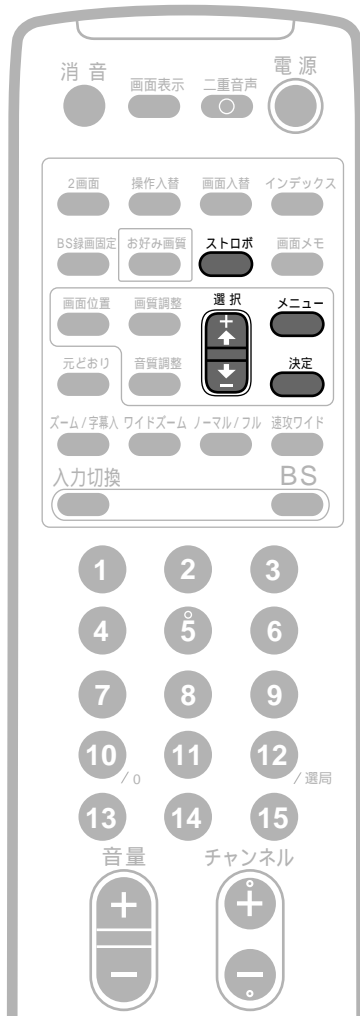 消音 画面表示 二重音声 電源
2画面 操作入替 画面入替 インデックス
BS録画固定 お好み画質 ストロボ 画面メモ
画面位置 画質調整 選択 メニュー
+
元どおり 音質調整 決定
−
ズーム/字幕入 ワイドズーム ノーマル/フル 速攻ワイド
入力切換 BS
1 2 3
4 5 6
7 8 9
10/0 11 12/選局
13 14 15
音量 チャンネル
+ +
− −